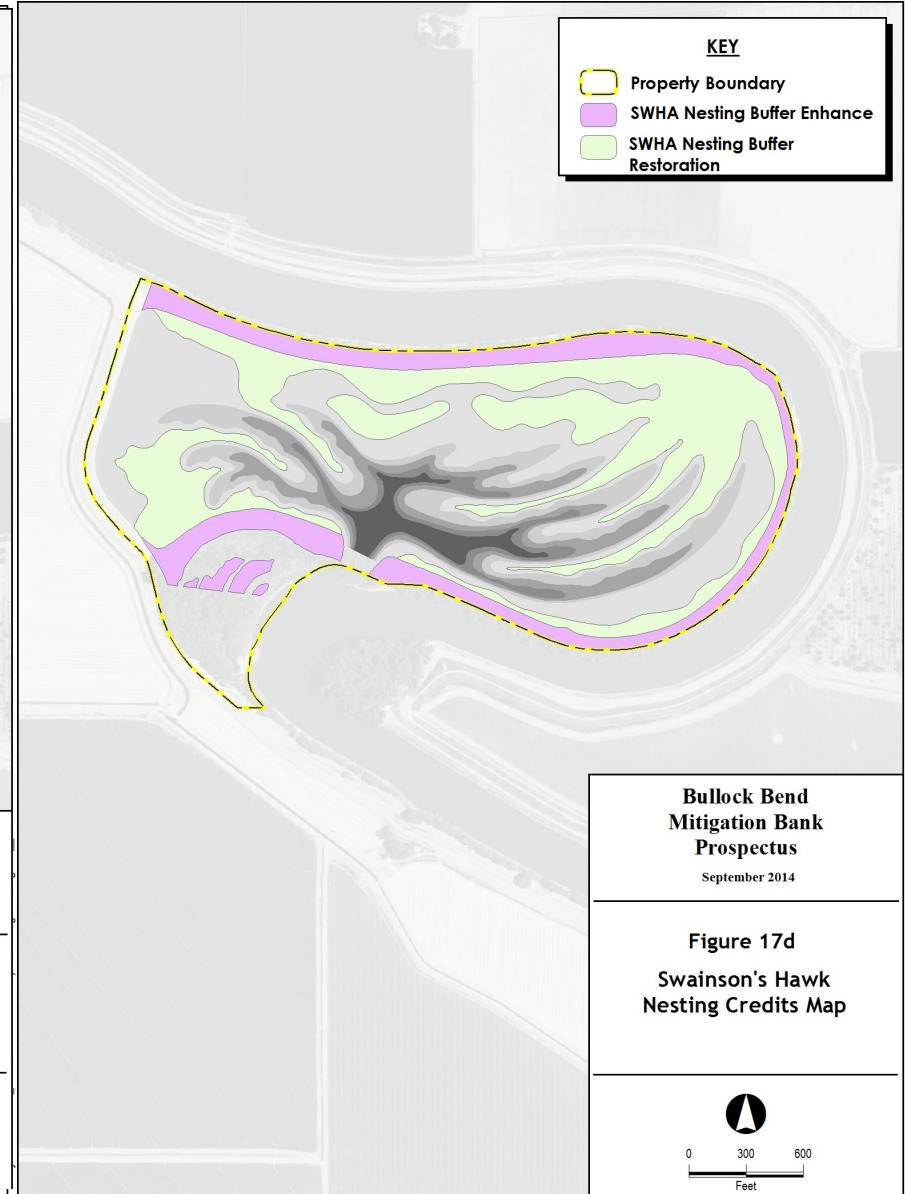 KEY
Property Boundary
SWHA Nesting Buffer Enhance
SWHA Nesting Buffer
Restoration
Bullock Bend
Mitigation Bank
Prospectus
September 2014
Figure 17d
Swainson's Hawk
Nesting Credits Map
0 300 600
Feet